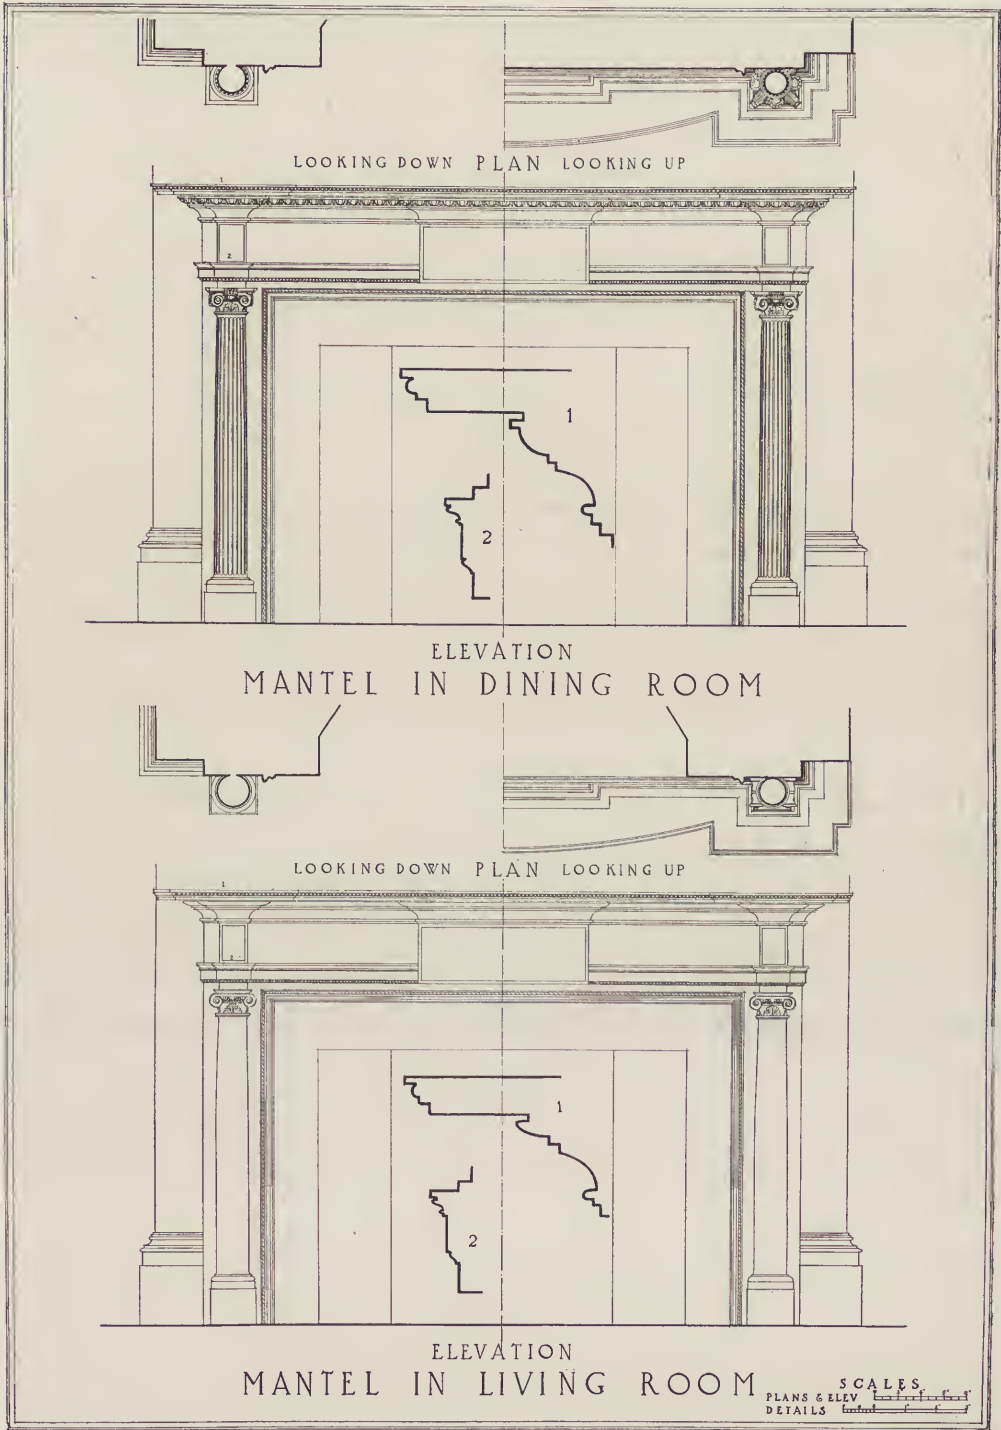 LOOKING DOWN PLAN LOOKING UP
1
2
1
2
ELEVATION
MANTEL IN DINING ROOM
LOOKING DOWN PLAN LOOKING UP
1
2
1
2
ELEVATION
MANTEL IN LIVING ROOM
SCALES
PLANS & ELEV
DETAILS